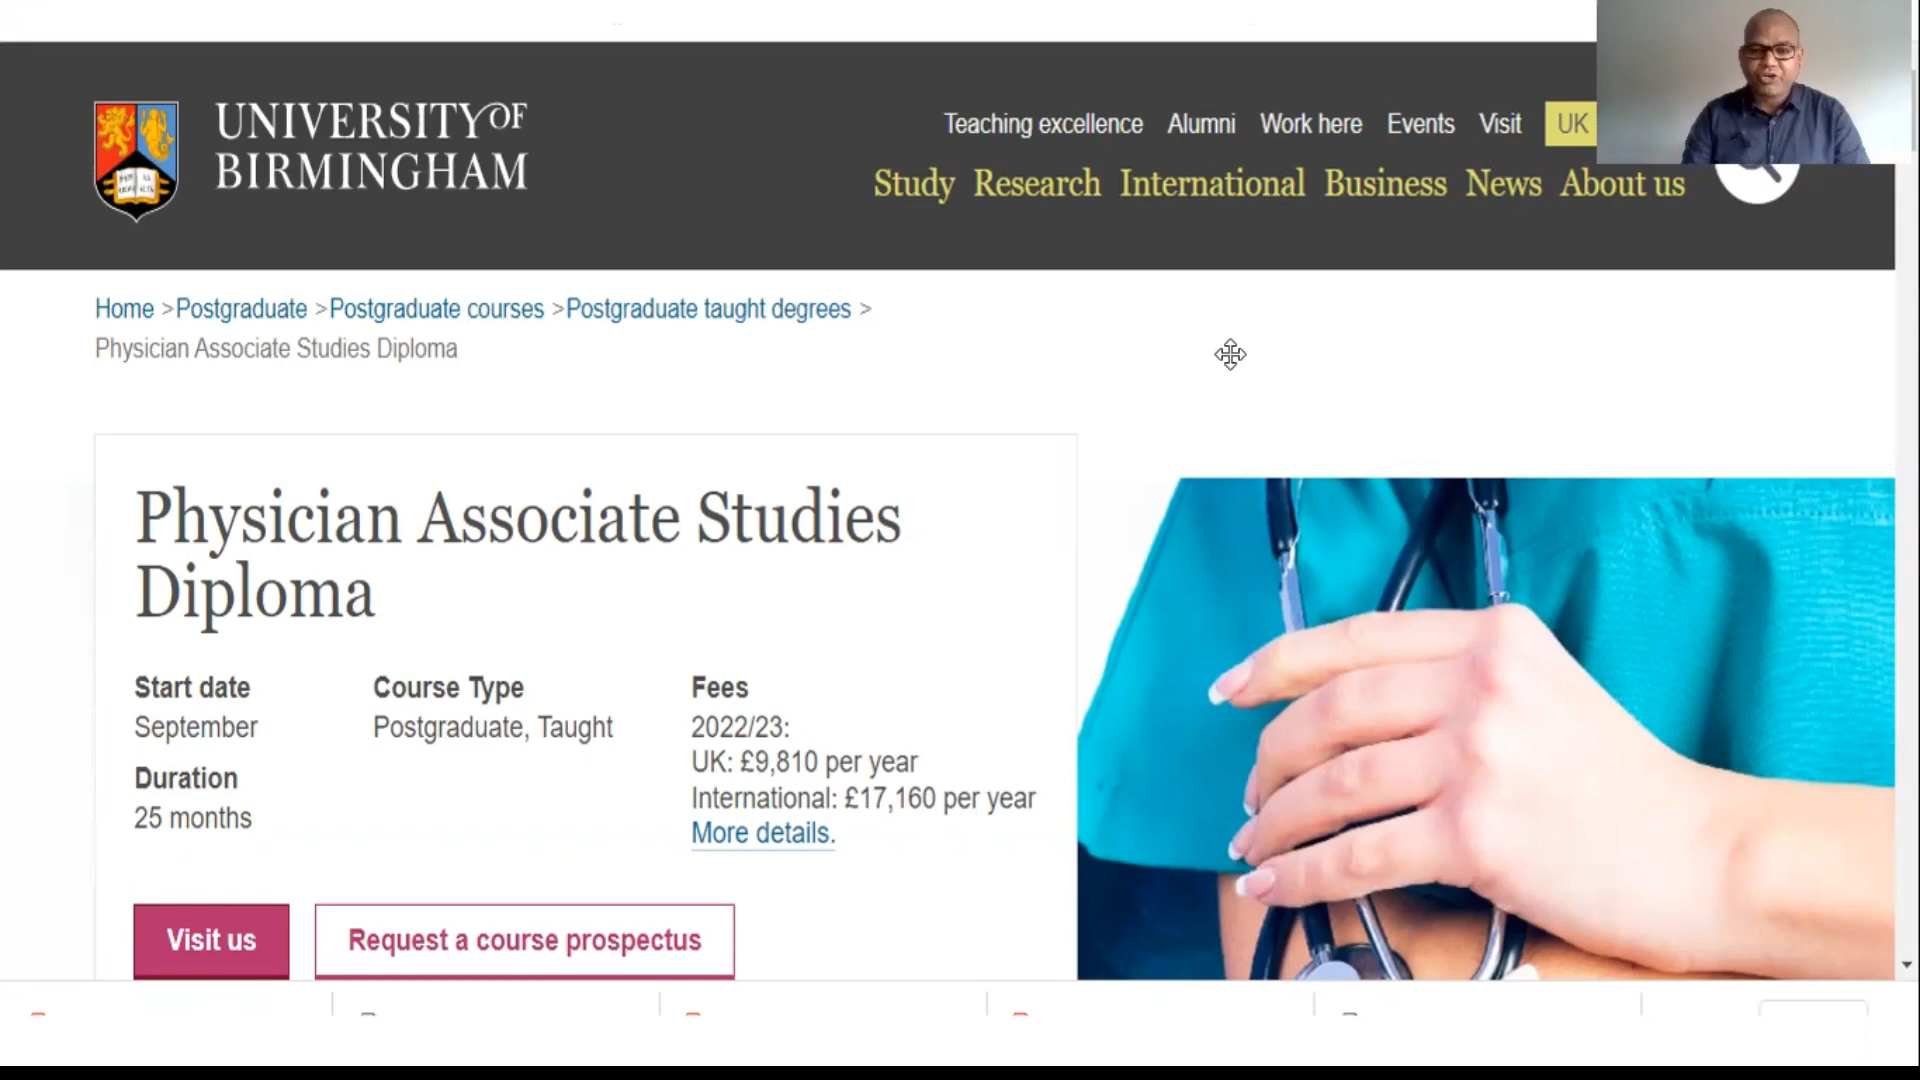 UNIVERSITY OF
BIRMINGHAM
Teaching excellence Alumni Work here Events Visit UK
Study Research International Business News About us
Home >Postgraduate >Postgraduate courses >Postgraduate taught degrees >
Physician Associate Studies Diploma
Physician Associate Studies
Diploma
Start date
September
Duration
25 months
Course Type
Postgraduate, Taught
Fees
2022/23:
UK: £9,810 per year
International: £17,160 per year
More details.
Visit us
Request a course prospectus